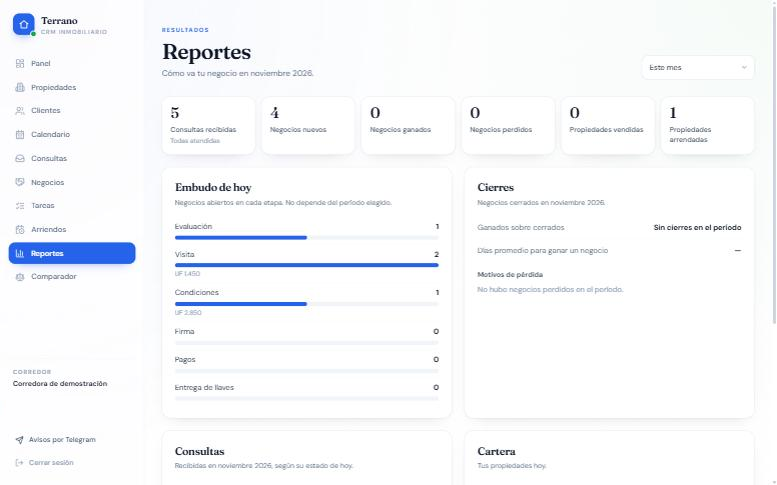 Terrano
CRM INMOBILIARIO
Panel
Propiedades
Clientes
Calendario
Consultas
Negocios
Tareas
Arriendos
Reportes
Comparador
CORREDOR
Corredora de demostración
Avisos por Telegram
Cerrar sesión
RESULTADOS
Reportes
Cómo va tu negocio en noviembre 2026.
Este mes
5
Consultas recibidas
Todas atendidas
4
Negocios nuevos
0
Negocios ganados
0
Negocios perdidos
0
Propiedades vendidas
1
Propiedades
arrendadas
Embudo de hoy
Negocios abiertos en cada etapa. No depende del período elegido.
Evaluación 1
Visita 2
UF 1.450
Condiciones 1
UF 2.850
Firma 0
Pagos 0
Entrega de llaves 0
Cierres
Negocios cerrados en noviembre 2026.
Ganados sobre cerrados Sin cierres en el período
Días promedio para ganar un negocio —
Motivos de pérdida
No hubo negocios perdidos en el período.
Consultas
Recibidas en noviembre 2026, según su estado de hoy.
Cartera
Tus propiedades hoy.